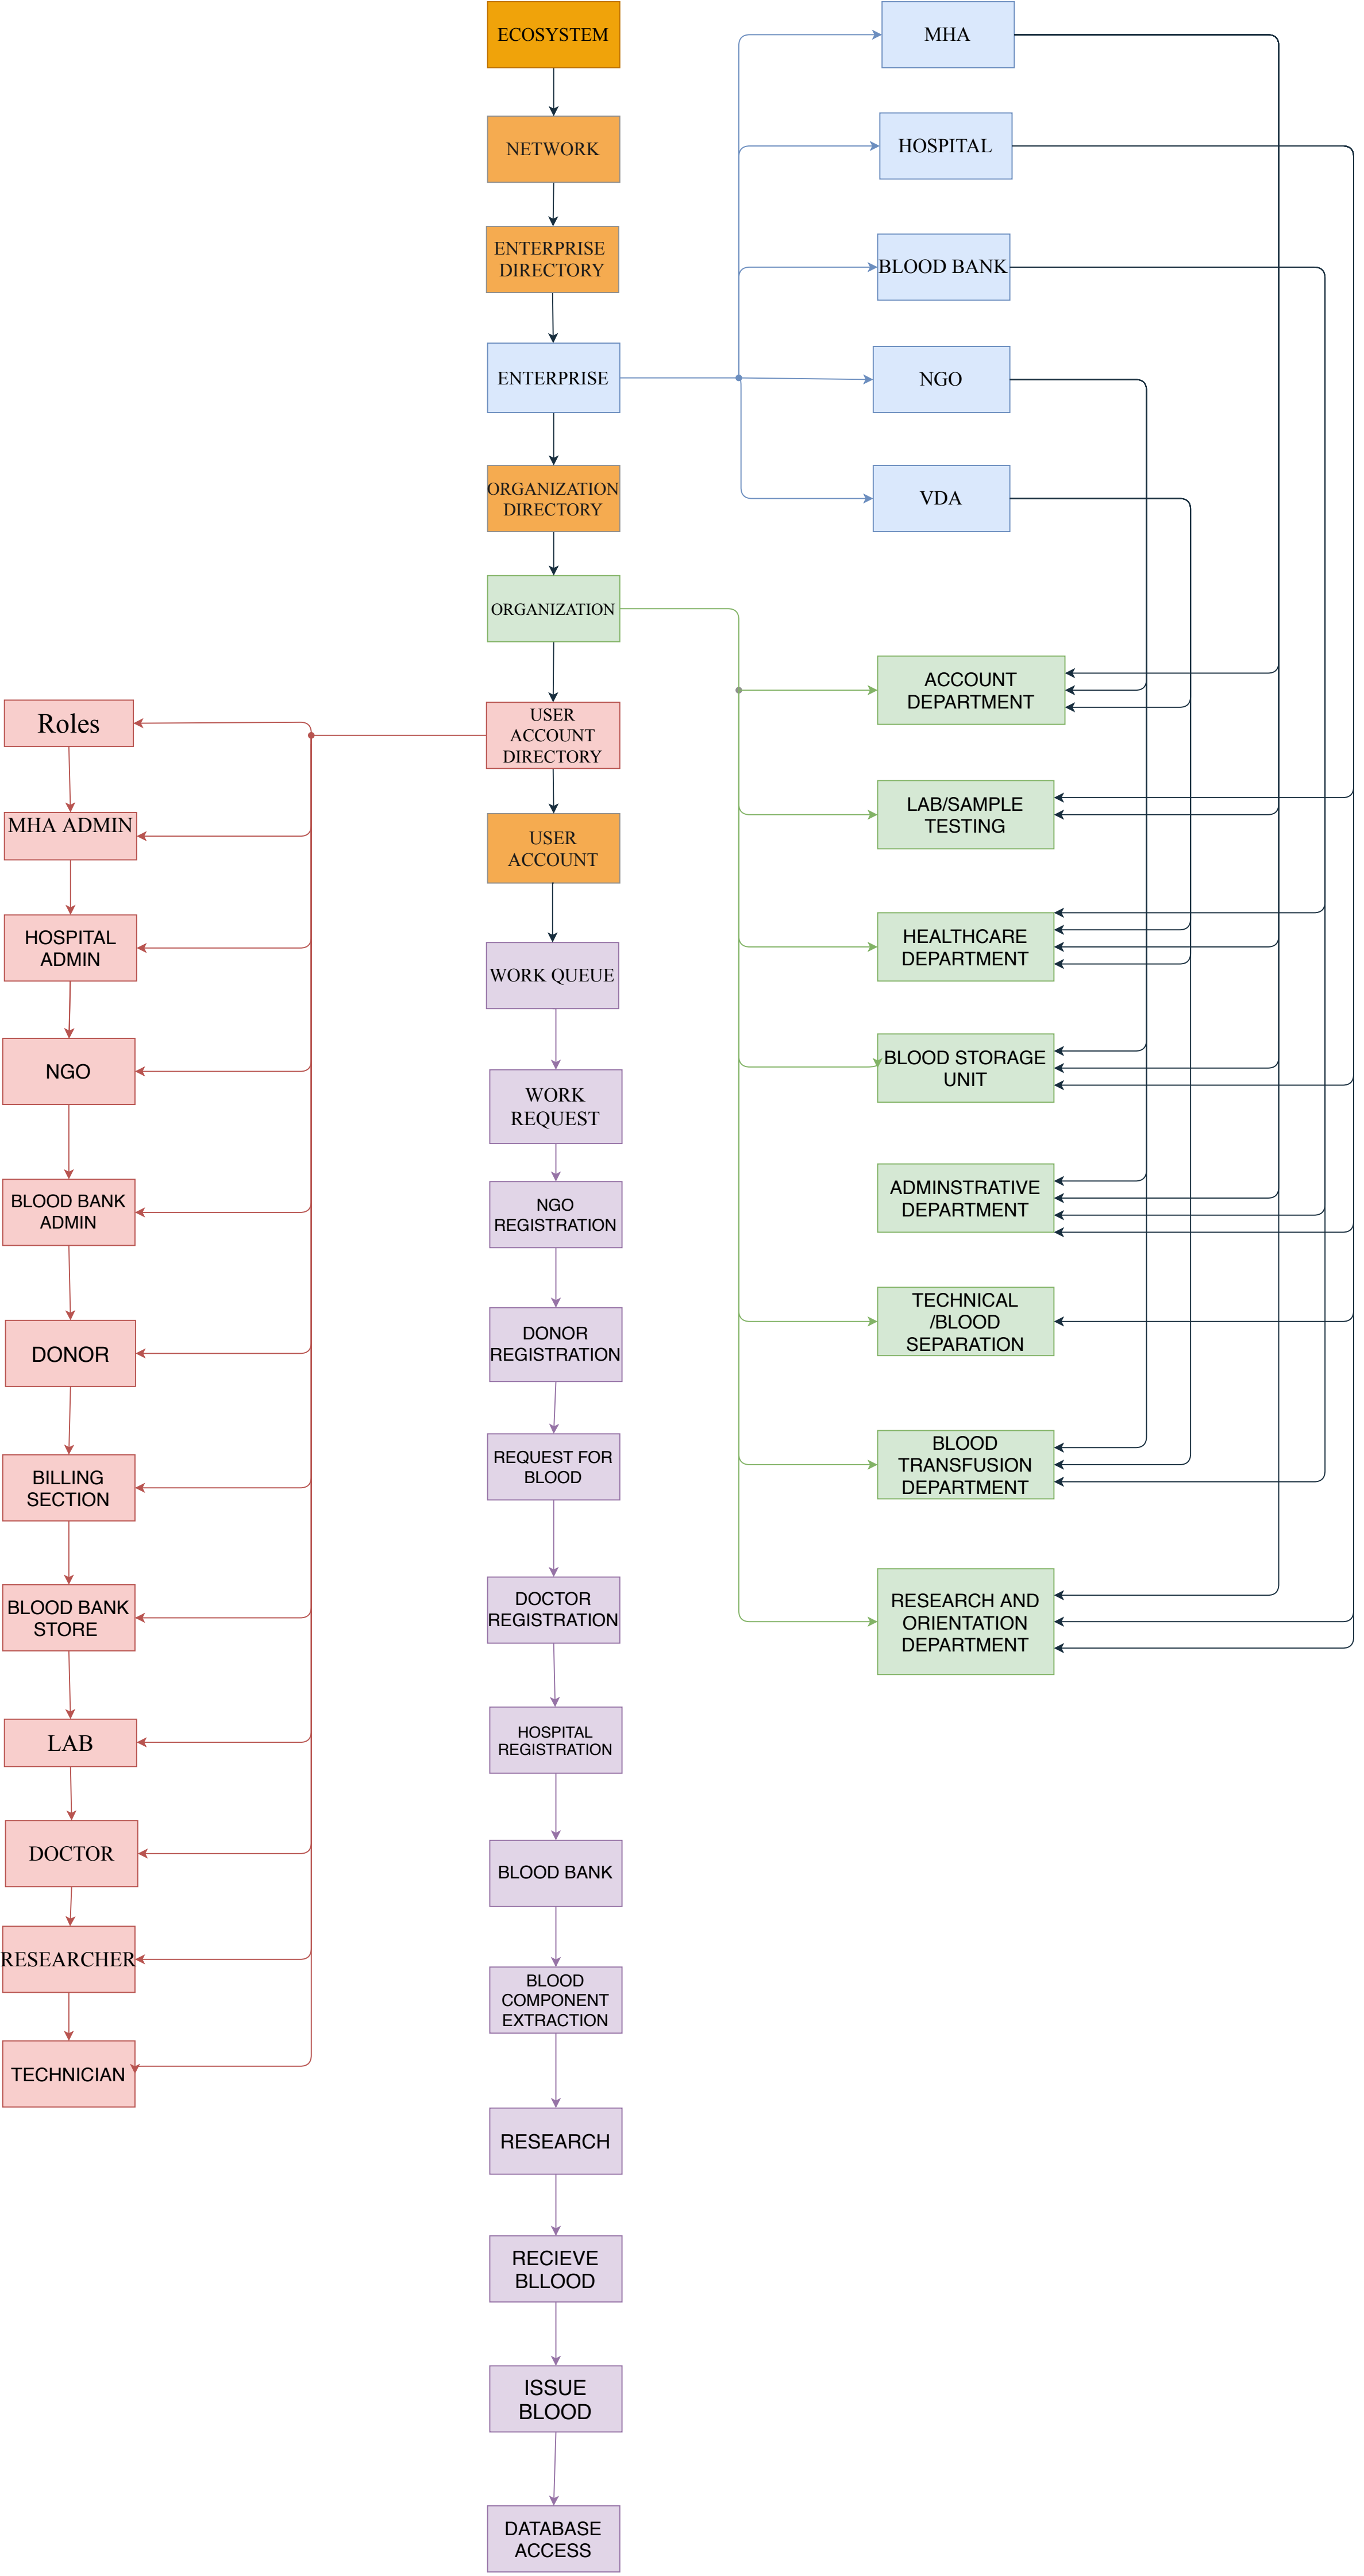 ECOSYSTEM
NETWORK
ENTERPRISE
DIRECTORY
ENTERPRISE
ORGANIZATION
DIRECTORY
ORGANIZATION
USER
ACCOUNT
DIRECTORY
USER
ACCOUNT
WORK QUEUE
WORK
REQUEST
NGO
REGISTRATION
DONOR
REGISTRATION
REQUEST FOR
BLOOD
DOCTOR
REGISTRATION
HOSPITAL
REGISTRATION
BLOOD BANK
BLOOD
COMPONENT
EXTRACTION
RESEARCH
RECIEVE
BLLOOD
ISSUE
BLOOD
DATABASE
ACCESS
MHA
HOSPITAL
BLOOD BANK
NGO
VDA
ACCOUNT
DEPARTMENT
LAB/SAMPLE
TESTING
HEALTHCARE
DEPARTMENT
BLOOD STORAGE
UNIT
ADMINSTRATIVE
DEPARTMENT
TECHNICAL
/BLOOD
SEPARATION
BLOOD
TRANSFUSION
DEPARTMENT
RESEARCH AND
ORIENTATION
DEPARTMENT
Roles
MHA ADMIN
HOSPITAL
ADMIN
NGO
BLOOD BANK
ADMIN
DONOR
BILLING
SECTION
BLOOD BANK
STORE
LAB
DOCTOR
RESEARCHER
TECHNICIAN